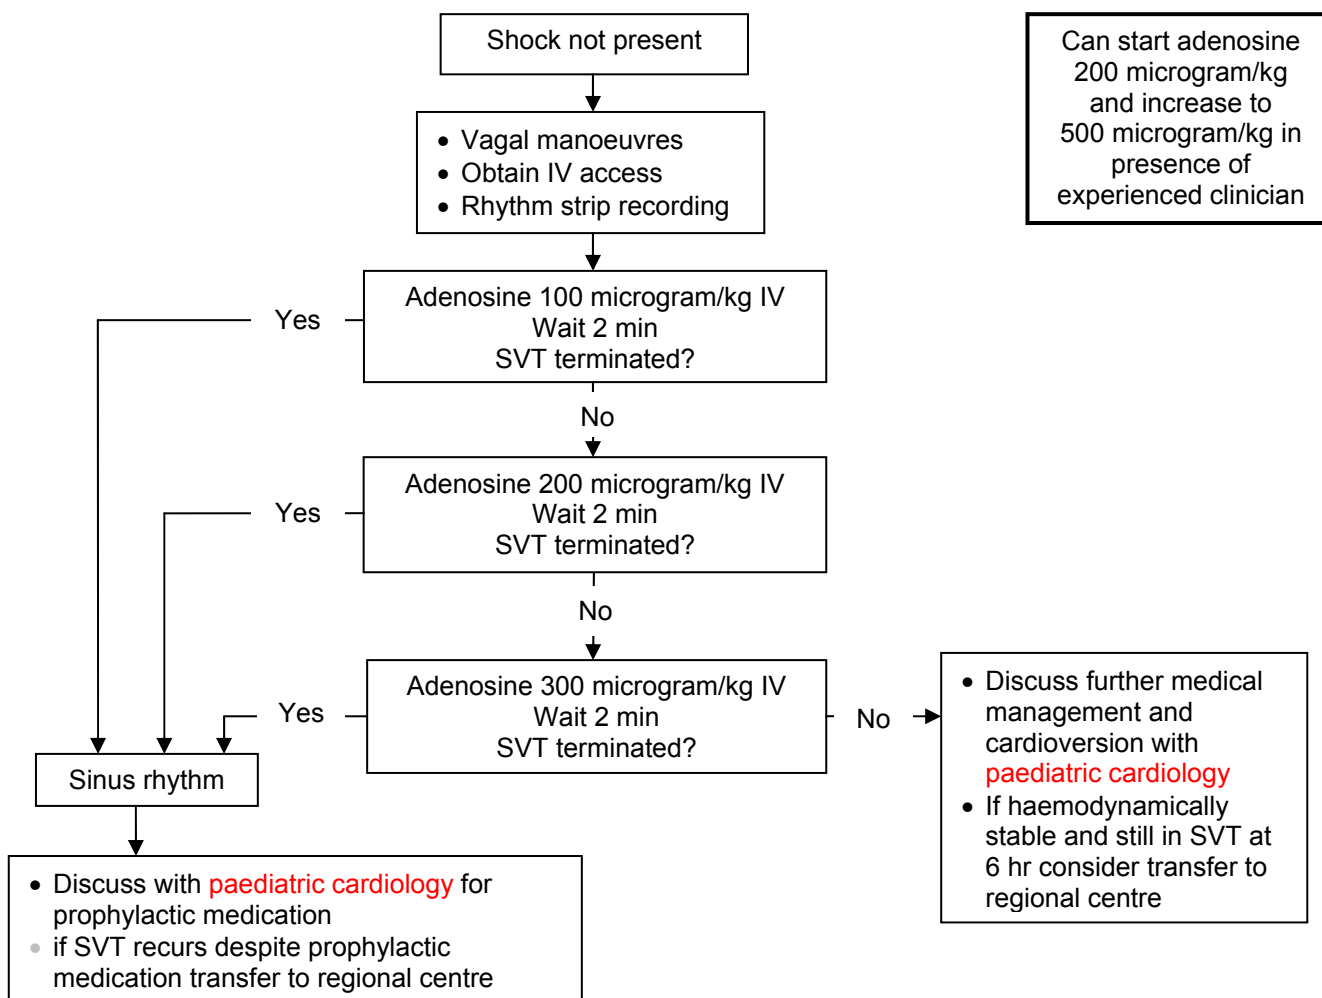 Shock not present
Can start adenosine
200 microgram/kg
and increase to
500 microgram/kg in
presence of
experienced clinician
• Vagal manoeuvres
• Obtain IV access
• Rhythm strip recording
Adenosine 100 microgram/kg IV
Wait 2 min
SVT terminated?
Yes
No
Adenosine 200 microgram/kg IV
Wait 2 min
SVT terminated?
Yes
No
Adenosine 300 microgram/kg IV
Wait 2 min
SVT terminated?
Yes
No
• Discuss further medical
management and
cardioversion with
paediatric cardiology
• If haemodynamically
stable and still in SVT at
6 hr consider transfer to
regional centre
Sinus rhythm
• Discuss with paediatric cardiology for
prophylactic medication
• if SVT recurs despite prophylactic
medication transfer to regional centre